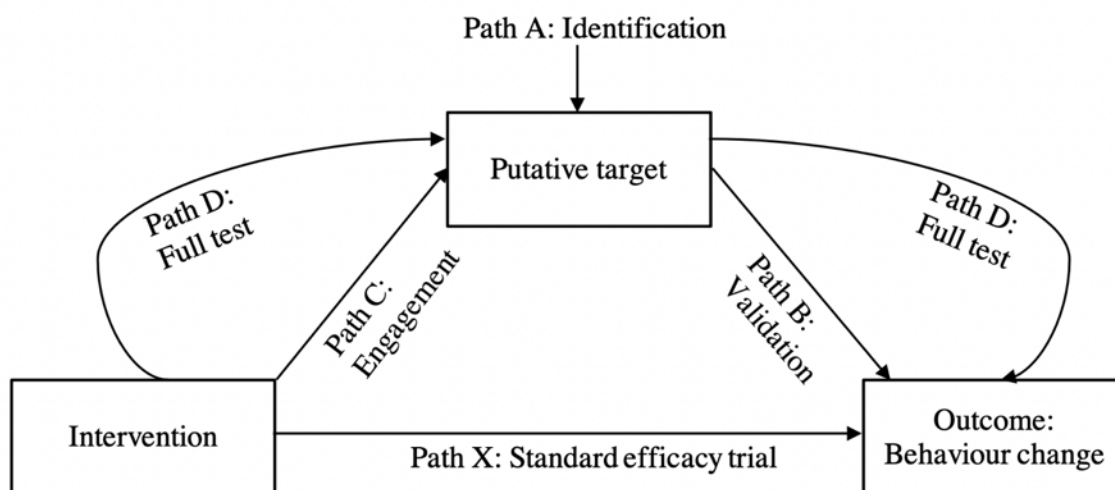 Path A: Identification
Putative target
Path D:
Full test
Path C:
Engagement
Path B:
Validation
Path D:
Full test
Intervention
Path X: Standard efficacy trial
Outcome:
Behaviour change